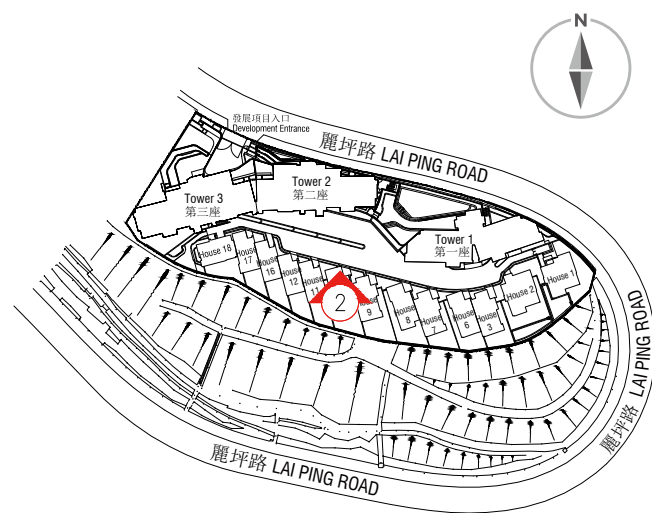 N
發展項目入口
Development Entrance
麗坪路 LAI PING ROAD
Tower 2
第二座
Tower 3
第三座
Tower 1
第一座
House 18
House 17
House 16
House 12
House 11
2
House 9
House 8
House 7
House 6
House 3
House 2
House 1
麗坪路 LAI PING ROAD
麗坪路 LAI PING ROAD